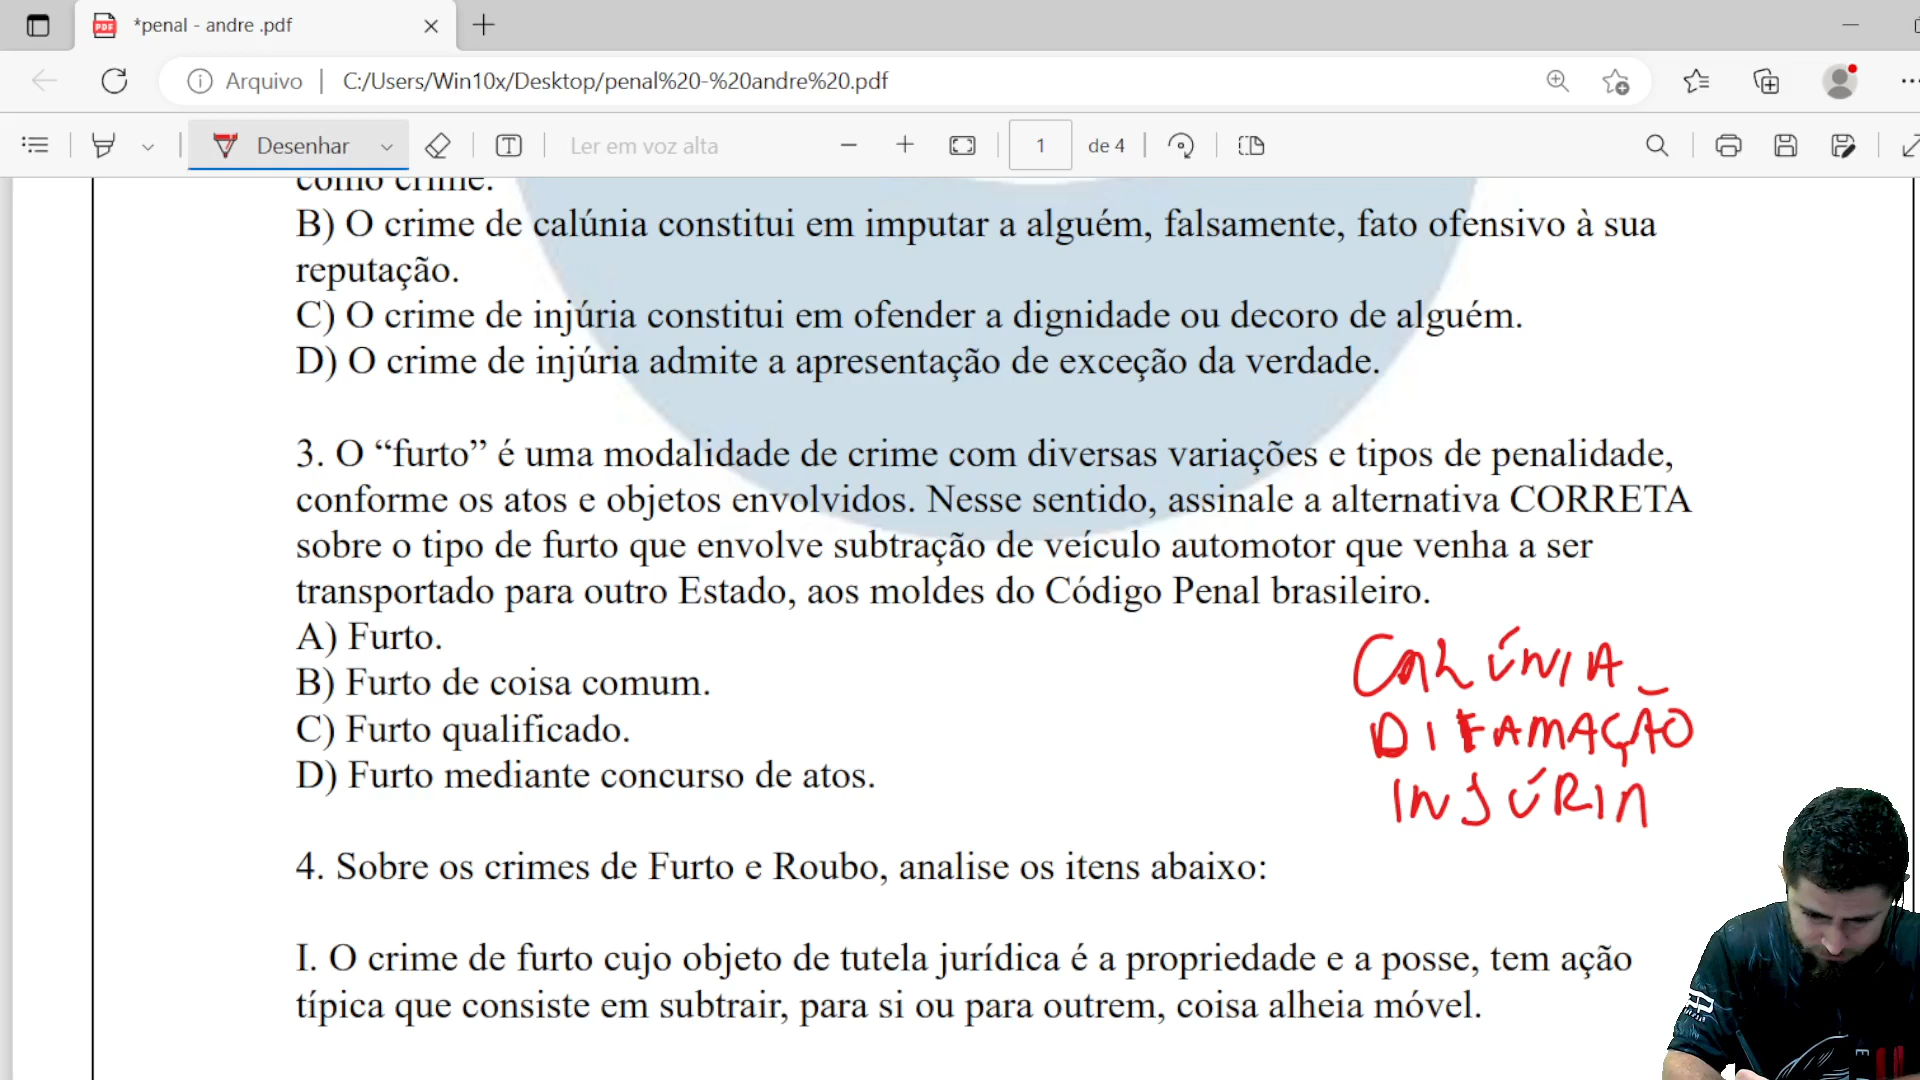 *penal - andre .pdf
Arquivo | C:/Users/Win10x/Desktop/penal%20-%20andre%20.pdf
Desenhar
Ler em voz alta
1 de 4
como crime.
B) O crime de calúnia constitui em imputar a alguém, falsamente, fato ofensivo à sua
reputação.
C) O crime de injúria constitui em ofender a dignidade ou decoro de alguém.
D) O crime de injúria admite a apresentação de exceção da verdade.
3. O “furto” é uma modalidade de crime com diversas variações e tipos de penalidade,
conforme os atos e objetos envolvidos. Nesse sentido, assinale a alternativa CORRETA
sobre o tipo de furto que envolve subtração de veículo automotor que venha a ser
transportado para outro Estado, aos moldes do Código Penal brasileiro.
A) Furto.
B) Furto de coisa comum.
C) Furto qualificado.
D) Furto mediante concurso de atos.
CALÚNIA
DIFAMAÇÃO
INJÚRIA
4. Sobre os crimes de Furto e Roubo, analise os itens abaixo:
I. O crime de furto cujo objeto de tutela jurídica é a propriedade e a posse, tem ação
típica que consiste em subtrair, para si ou para outrem, coisa alheia móvel.